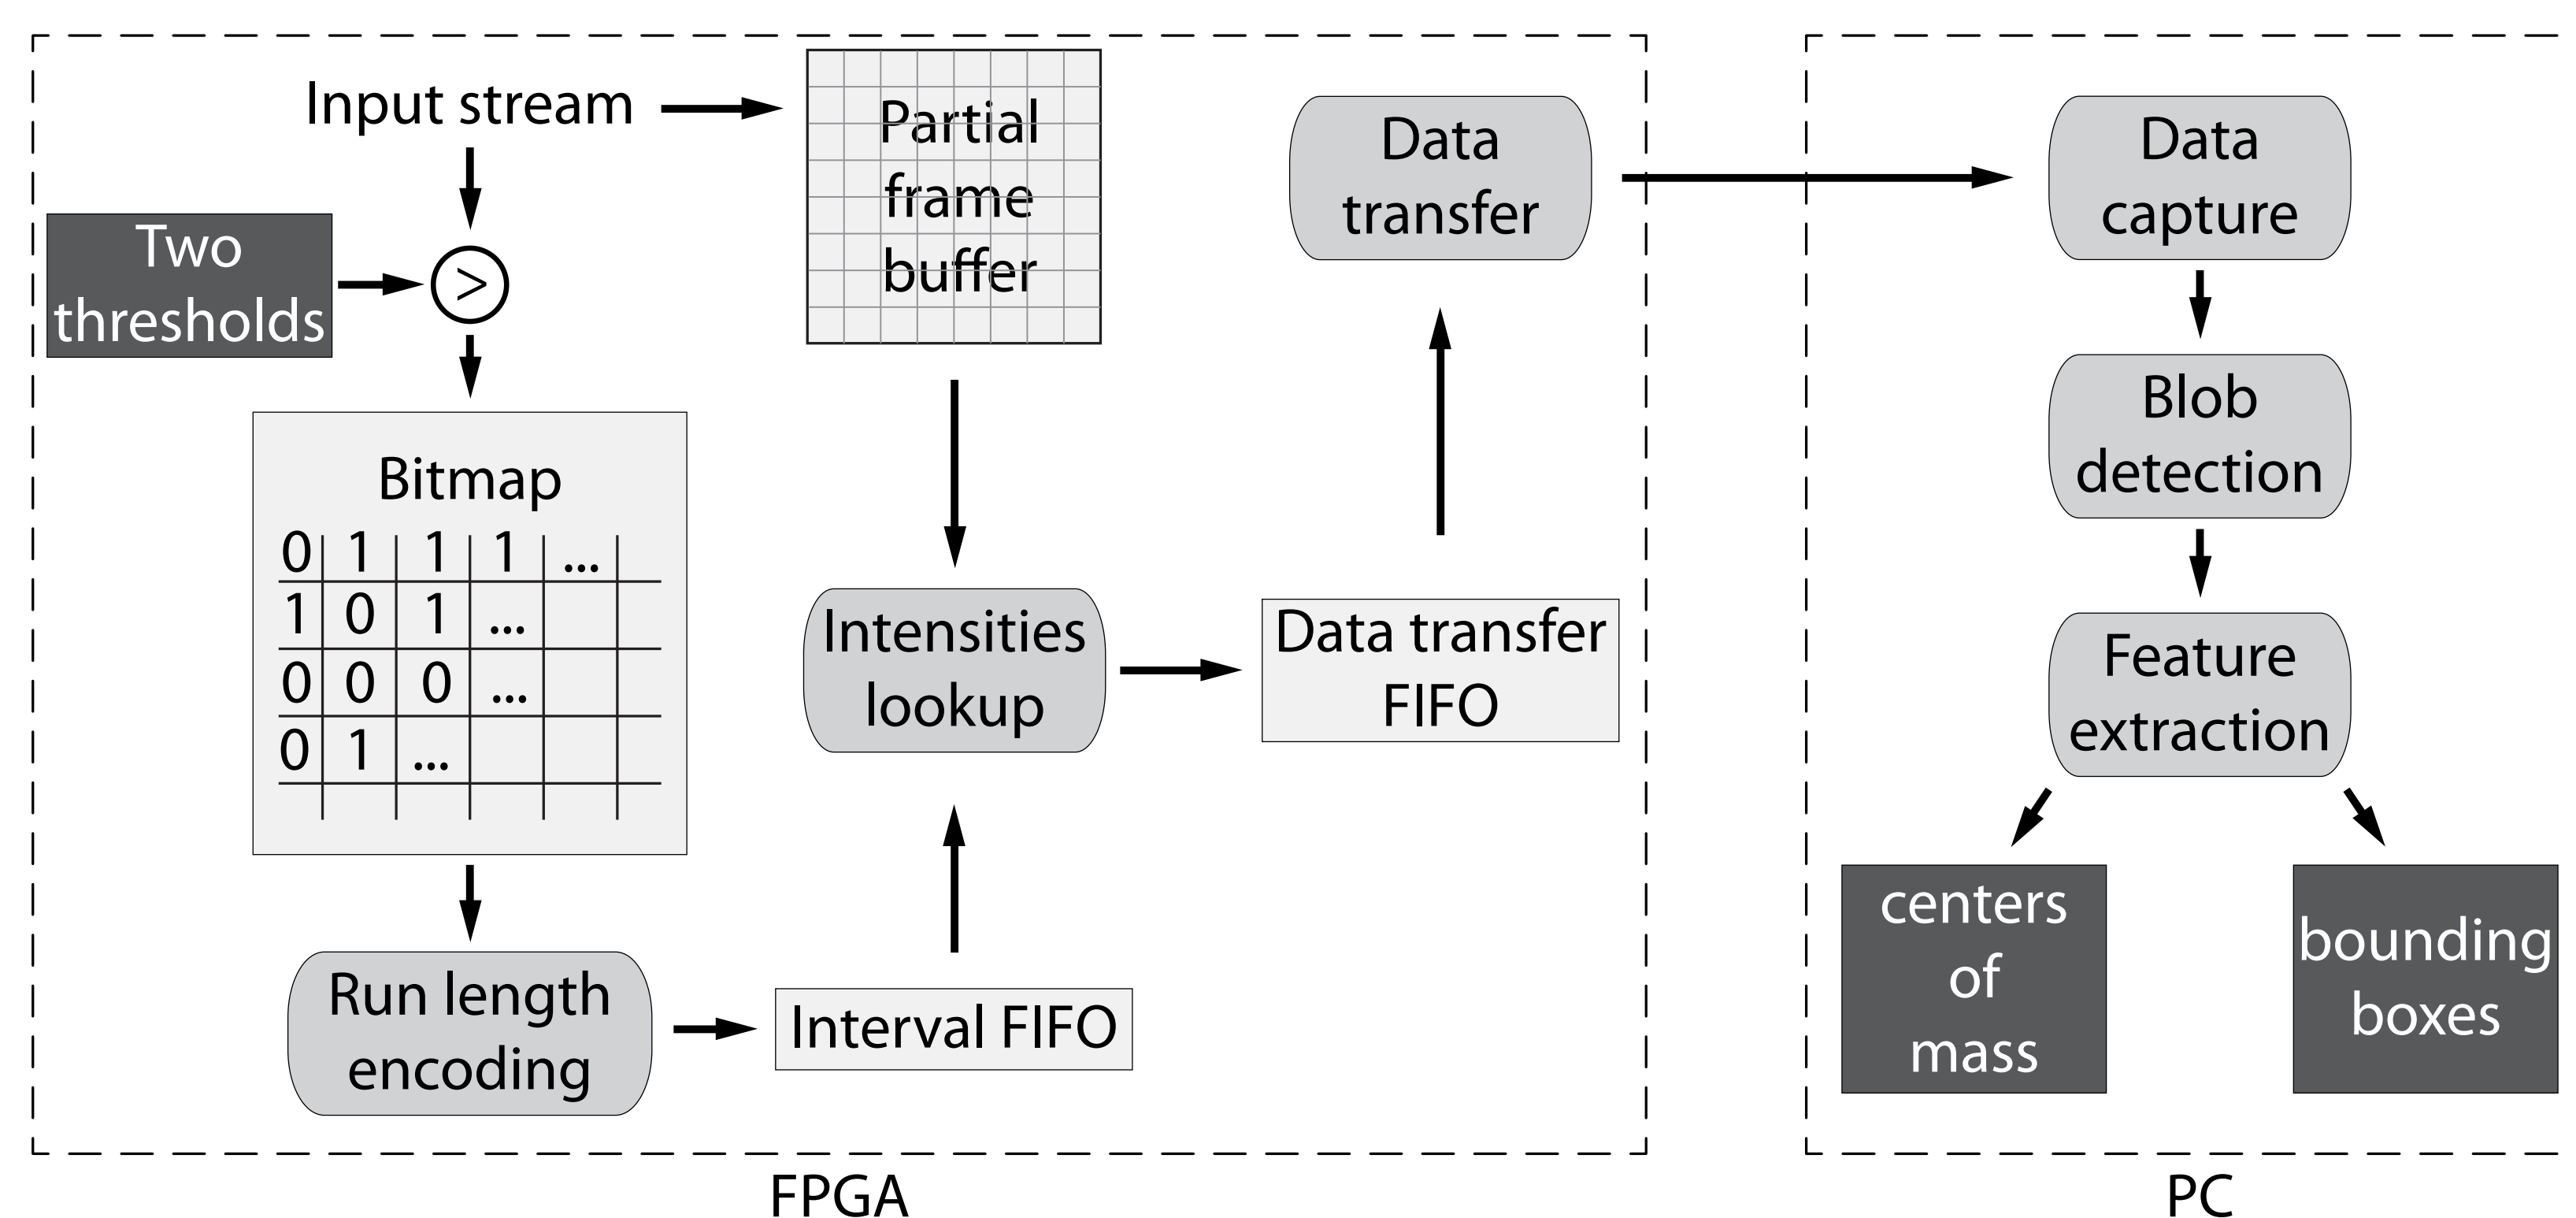 Input stream
Two
thresholds
>
Partial
frame
buffer
Bitmap
0 1 1 1 ...
1 0 1 ...
0 0 0 ...
0 1 ...
Run length
encoding
Interval FIFO
Intensities
lookup
Data transfer
FIFO
Data
transfer
FPGA
Data
capture
Blob
detection
Feature
extraction
centers
of
mass
bounding
boxes
PC